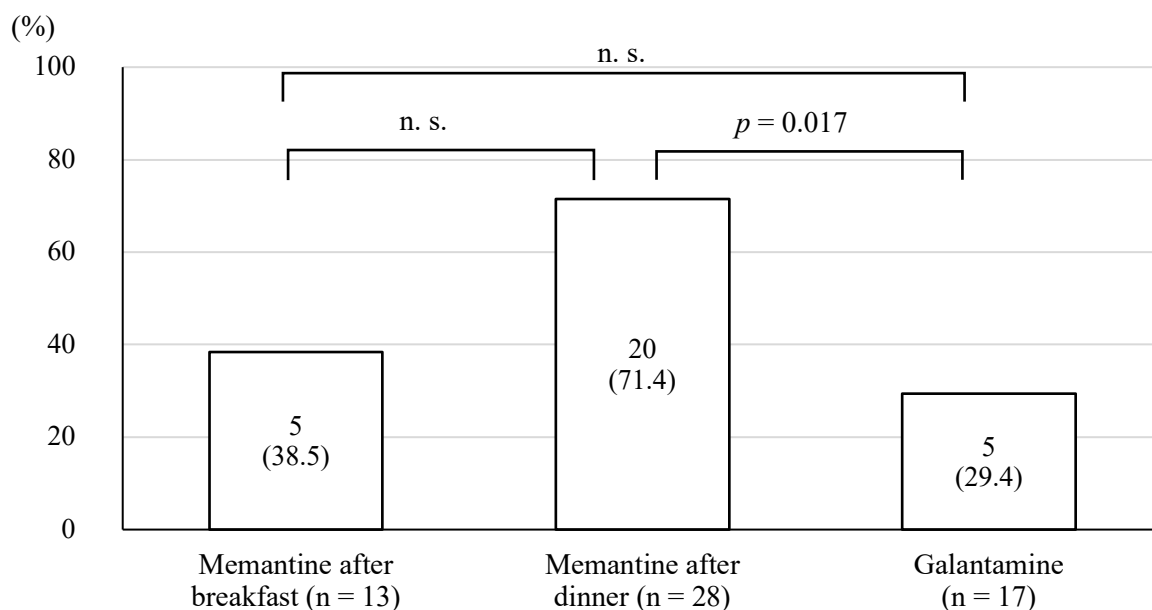 (%)
100
80
60
40
20
0
n. s.
n. s.
p = 0.017
5
(38.5)
20
(71.4)
5
(29.4)
Memantine after
breakfast (n = 13)
Memantine after
dinner (n = 28)
Galantamine
(n = 17)